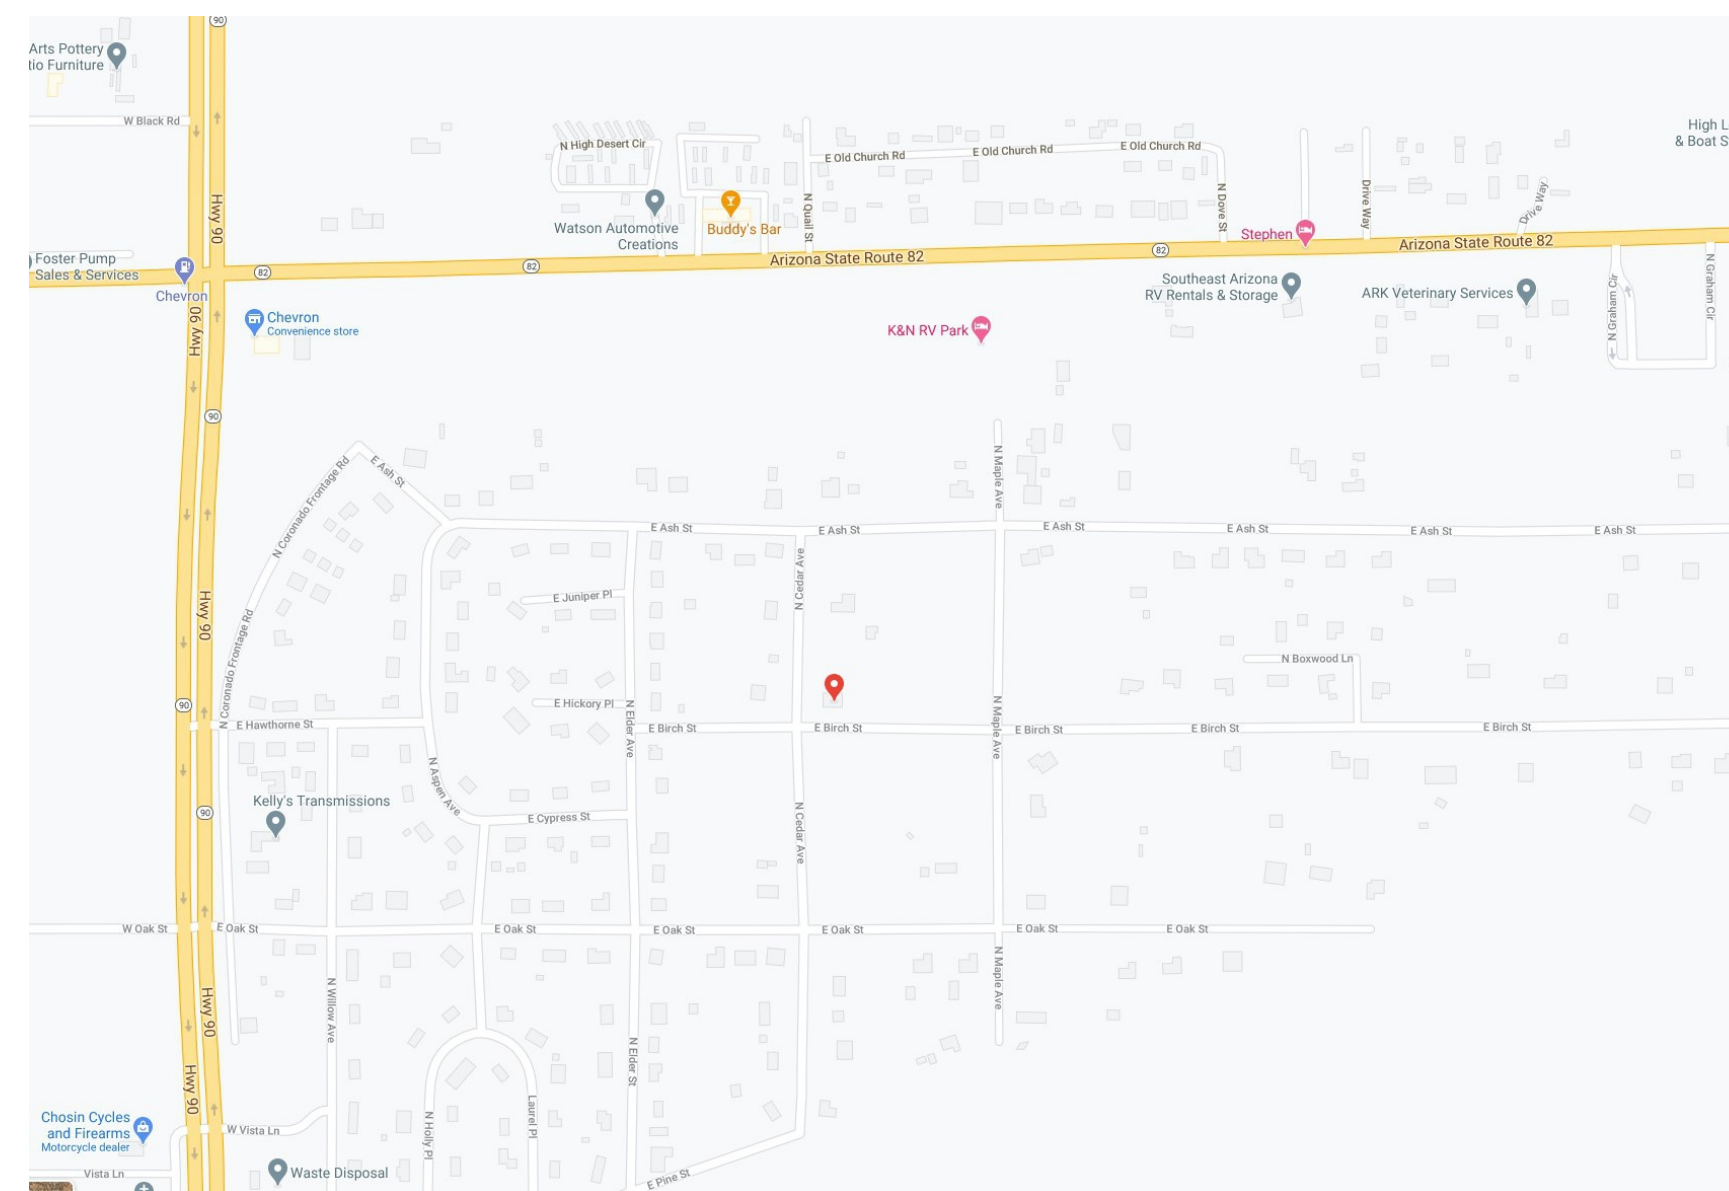 90
Arts Pottery
tio Furniture
W Black Rd
High L
& Boat S
N High Desert Cir
E Old Church Rd
E Old Church Rd
E Old Church Rd
Hwy 90
N Quail St
N Dove St
Drive Way
Drive Way
Watson Automotive
Creations
Buddy's Bar
Stephen
Arizona State Route 82
Arizona State Route 82
82
82
82
Foster Pump
Sales & Services
Chevron
Southeast Arizona
RV Rentals & Storage
ARK Veterinary Services
N Graham Cir
N Graham Cir
Chevron
Convenience store
Hwy 90
K&N RV Park
90
N Coronado Frontage Rd
E Ash St
N Maple Ave
E Ash St
E Ash St
E Ash St
E Ash St
E Ash St
E Ash St
N Cedar Ave
E Juniper Pl
Hwy 90
N Coronado Frontage Rd
N Boxwood Ln
E Hickory Pl
90
E Hawthorne St
N Elder Ave
E Birch St
E Birch St
N Maple Ave
E Birch St
E Birch St
E Birch St
N Aspen Ave
Kelly's Transmissions
90
E Cypress St
N Cedar Ave
W Oak St
E Oak St
E Oak St
E Oak St
E Oak St
E Oak St
E Oak St
N Maple Ave
Hwy 90
N Willow Ave
N Elder St
Hwy 90
Chosin Cycles
and Firearms
Motorcycle dealer
W Vista Ln
N Holly Pl
Laurel Pl
Vista Ln
Waste Disposal
E Pine St